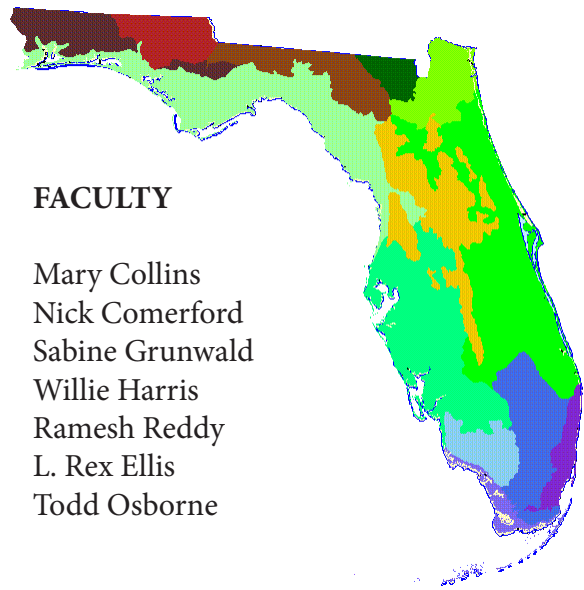 FACULTY
Mary Collins
Nick Comerford
Sabine Grunwald
Willie Harris
Ramesh Reddy
L. Rex Ellis
Todd Osborne